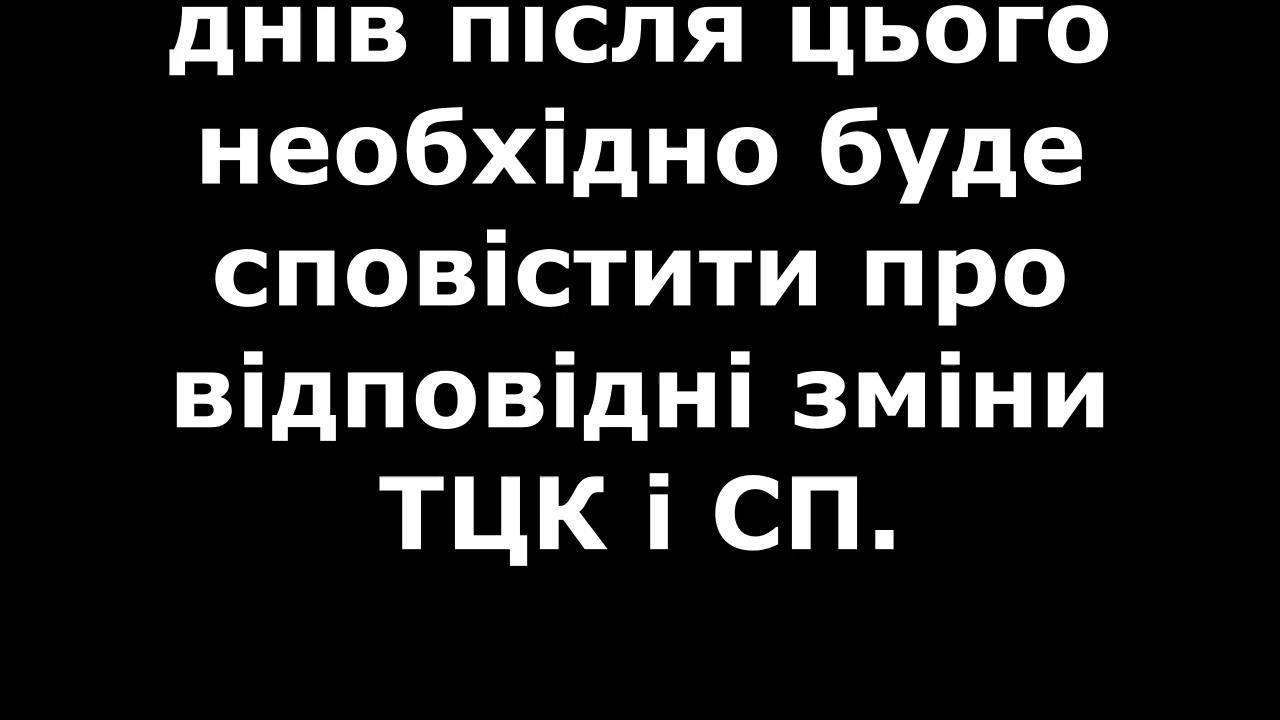 днів після цього
необхідно буде
сповістити про
відповідні зміни
ТЦК і СП.